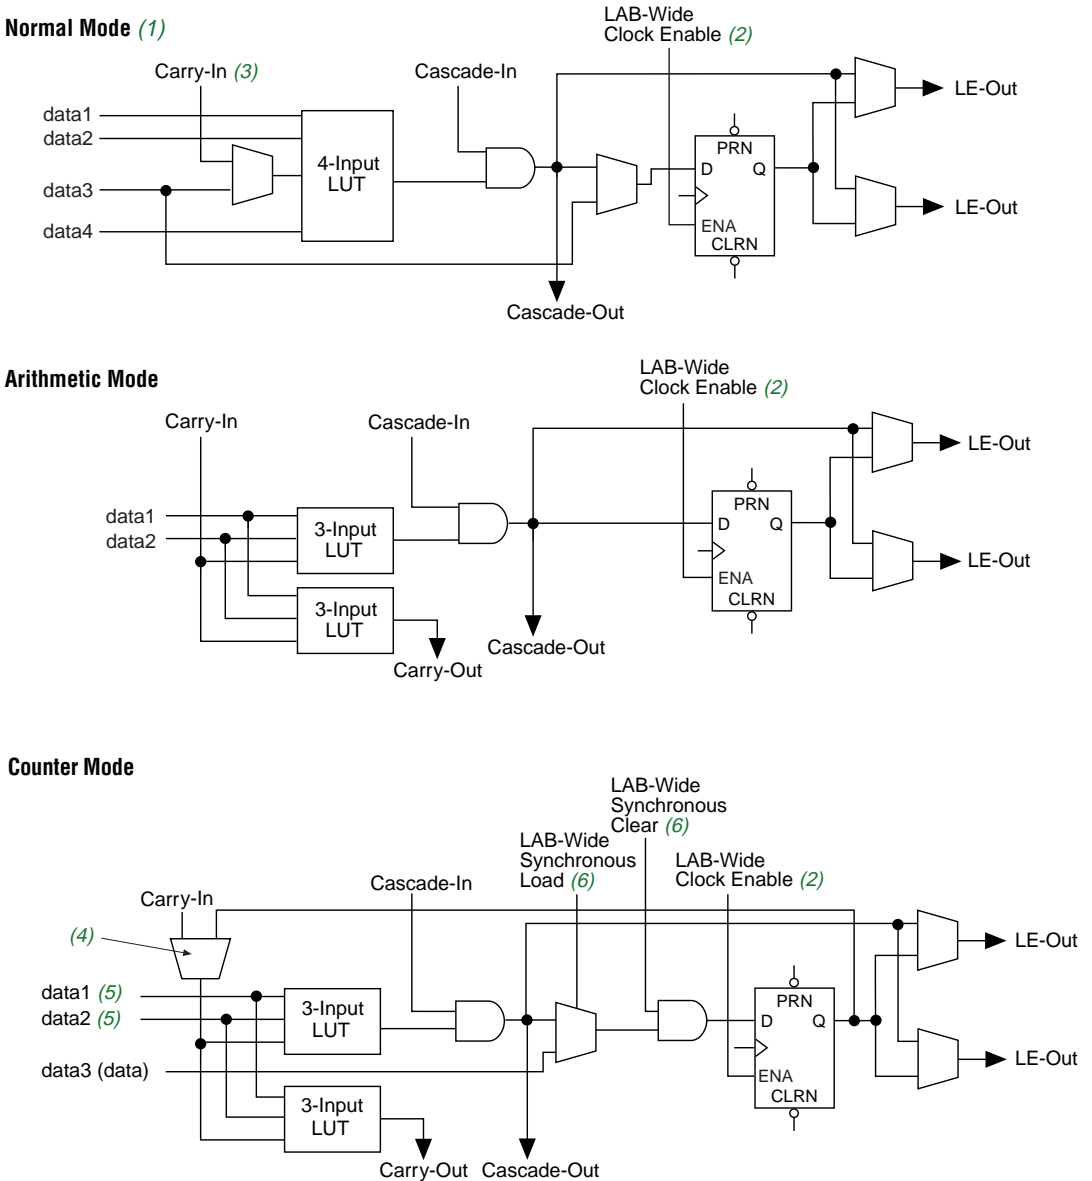 Normal Mode (1)
LAB-Wide
Clock Enable (2)
Carry-In (3)
Cascade-In
data1
data2
data3
data4
4-Input
LUT
PRN
D
Q
ENA
CLRN
LE-Out
LE-Out
Cascade-Out
Arithmetic Mode
LAB-Wide
Clock Enable (2)
Carry-In
Cascade-In
data1
data2
3-Input
LUT
3-Input
LUT
PRN
D
Q
ENA
CLRN
LE-Out
LE-Out
Cascade-Out
Carry-Out
Counter Mode
LAB-Wide
Synchronous
Clear (6)
LAB-Wide
Synchronous
Load (6)
LAB-Wide
Clock Enable (2)
Cascade-In
Carry-In
(4)
data1 (5)
data2 (5)
data3 (data)
3-Input
LUT
3-Input
LUT
PRN
D
Q
ENA
CLRN
LE-Out
LE-Out
Carry-Out
Cascade-Out